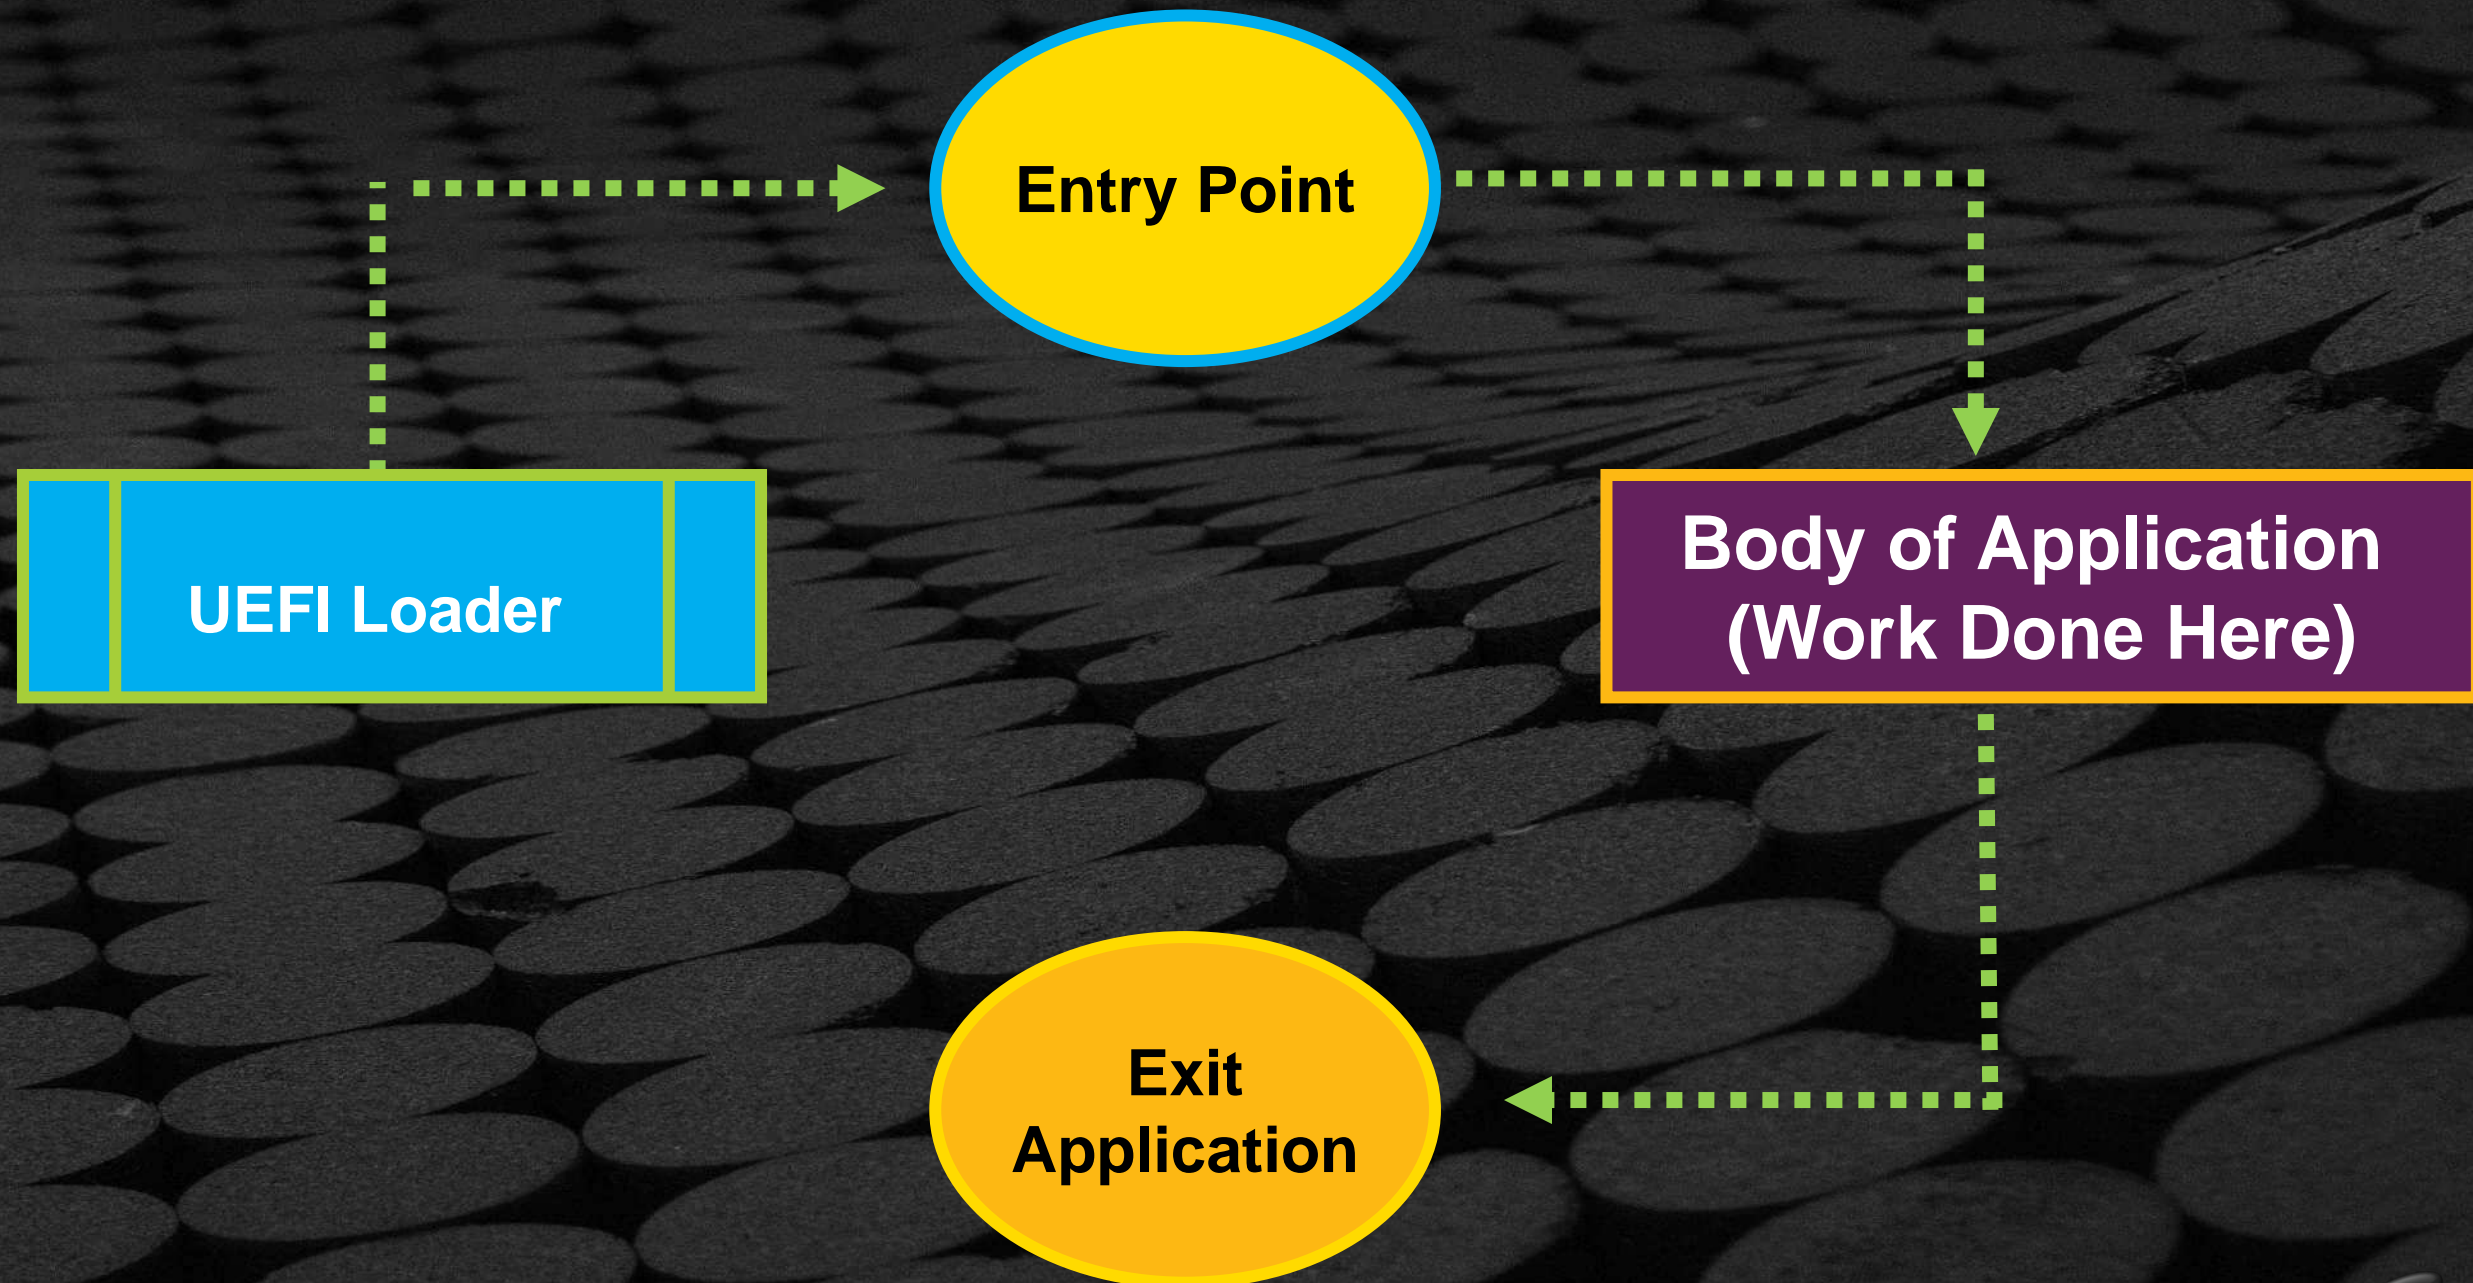 Entry Point
UEFI Loader
Body of Application
(Work Done Here)
Exit
Application